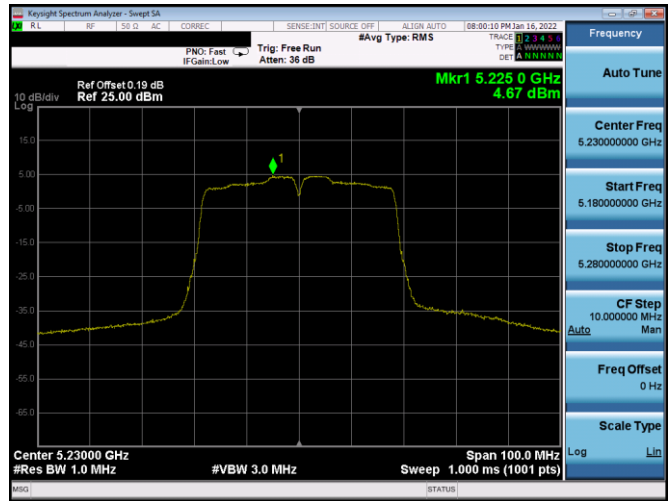 Keysight Spectrum Analyzer - Swept SA
RL RF 50 Ω AC CORREC SENSE:INT SOURCE OFF ALIGN AUTO 08:00:10 PM Jan 16, 2022
#Avg Type: RMS
TRACE 1 2 3 4 5 6
PNO: Fast Trig: Free Run
TYPE A WWWWW
IFGain:Low Atten: 36 dB
DET A N N N N N
Mkr1 5.225 0 GHz
4.67 dBm
Ref Offset 0.19 dB
10 dB/div Ref 25.00 dBm
Log
15.0
1
5.00
-5.00
-15.0
-25.0
-35.0
-45.0
-55.0
-65.0
Center 5.23000 GHz Span 100.0 MHz
#Res BW 1.0 MHz #VBW 3.0 MHz Sweep 1.000 ms (1001 pts)
MSG STATUS
Frequency
Auto Tune
Center Freq
5.230000000 GHz
Start Freq
5.180000000 GHz
Stop Freq
5.280000000 GHz
CF Step
10.000000 MHz
Auto Man
Freq Offset
0 Hz
Scale Type
Log Lin